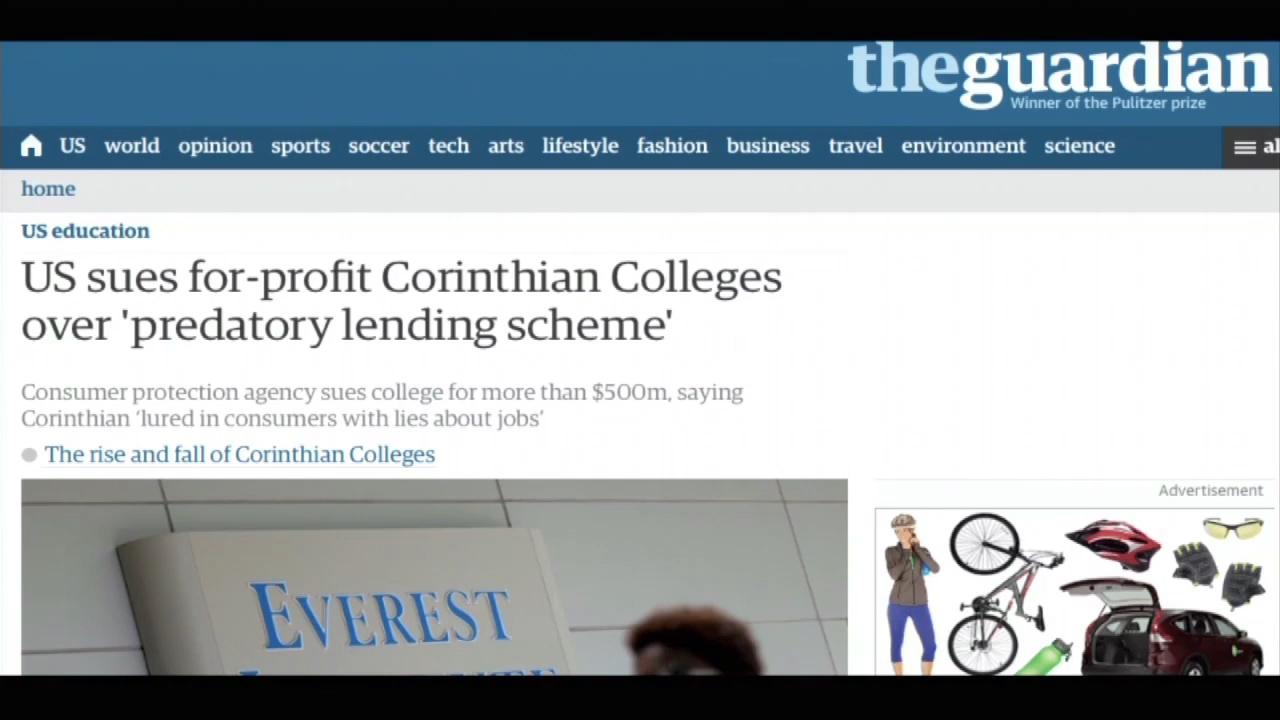 theguardian
Winner of the Pulitzer prize
US world opinion sports soccer tech arts lifestyle fashion business travel environment science
home
US education
US sues for-profit Corinthian Colleges
over 'predatory lending scheme'
Consumer protection agency sues college for more than $500m, saying
Corinthian ‘lured in consumers with lies about jobs’
The rise and fall of Corinthian Colleges
Advertisement
EVEREST